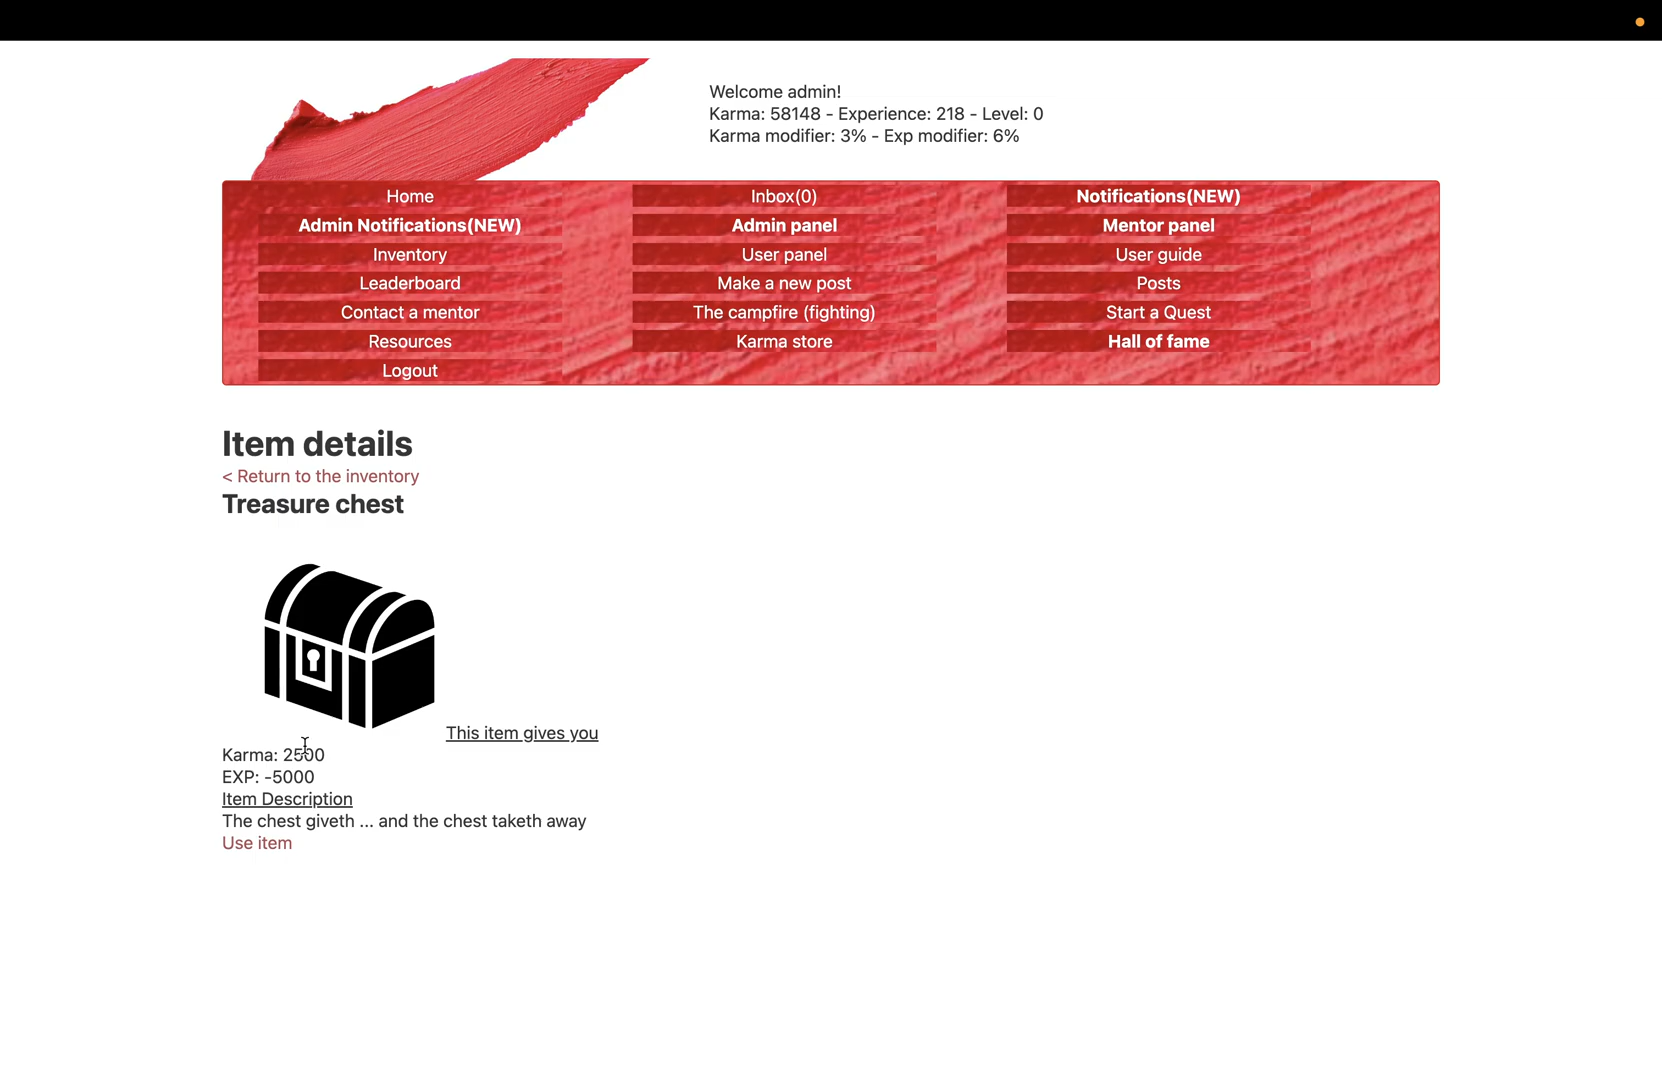 Welcome admin!
Karma: 58148 - Experience: 218 - Level: 0
Karma modifier: 3% - Exp modifier: 6%
Home
Inbox(0)
Notifications(NEW)
Admin Notifications(NEW)
Admin panel
Mentor panel
Inventory
User panel
User guide
Leaderboard
Make a new post
Posts
Contact a mentor
The campfire (fighting)
Start a Quest
Resources
Karma store
Hall of fame
Logout
Item details
< Return to the inventory
Treasure chest
This item gives you
Karma: 2500
EXP: -5000
Item Description
The chest giveth ... and the chest taketh away
Use item